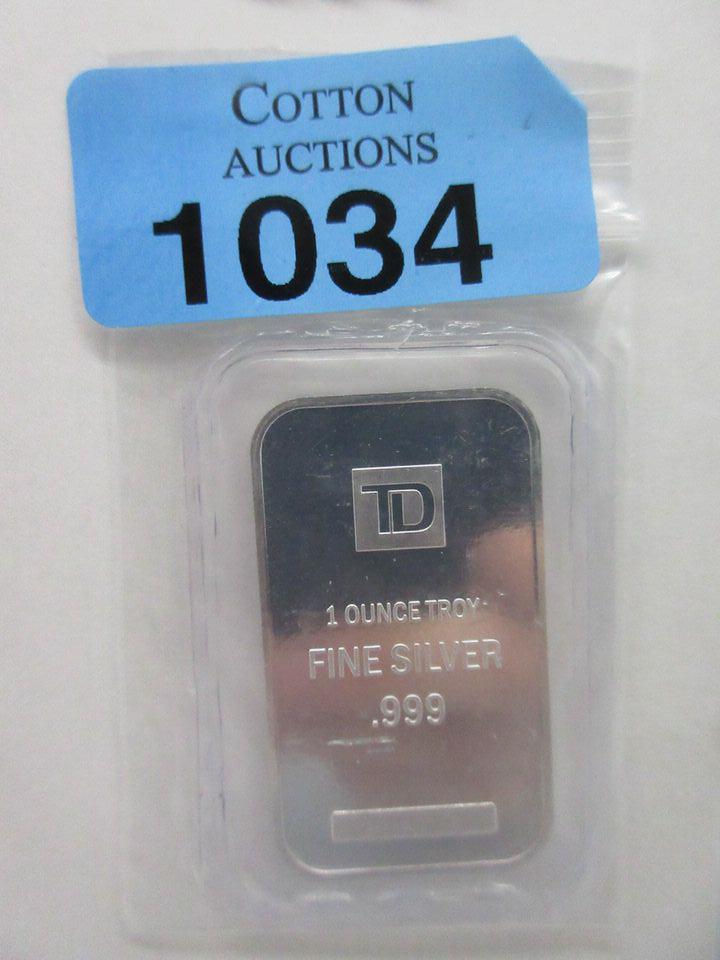 COTTON
AUCTIONS
1034
TD
1 OUNCE TROY
FINE SILVER
.999